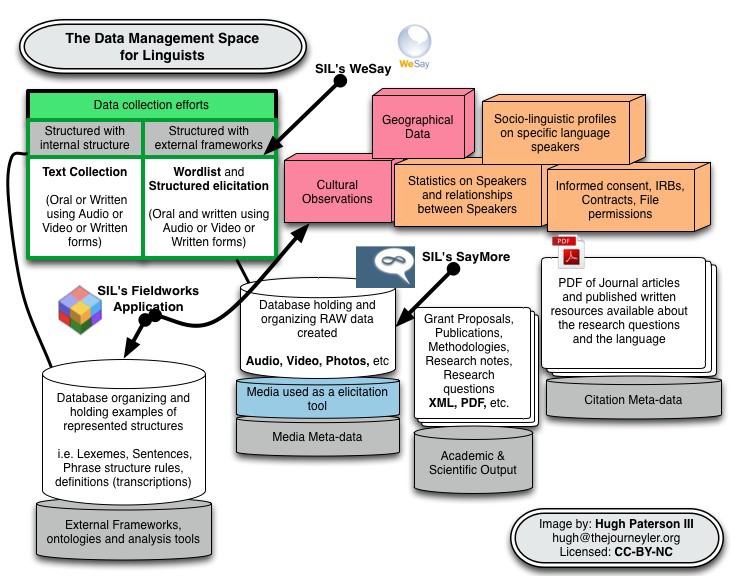 The Data Management Space
for Linguists
SIL's WeSay
WeSay
Data collection efforts
Structured with
internal structure
Structured with
external frameworks
Text Collection
(Oral or Written
using Audio or
Video or Written
forms)
Wordlist and
Structured elicitation
(Oral and written using
Audio or Video or
Written forms)
Geographical
Data
Socio-linguistic profiles
on specific language
speakers
Cultural
Observations
Statistics on Speakers
and relationships
between Speakers
Informed consent, IRBs,
Contracts, File
permissions
SIL's Fieldworks
Application
SIL's SayMore
Database holding and
organizing RAW data
created
Audio, Video, Photos, etc
Media used as a elicitation
tool
Media Meta-data
Grant Proposals,
Publications,
Methodologies,
Research notes,
Research
questions
XML, PDF, etc.
Academic &
Scientific Output
PDF
PDF of Journal articles
and published written
resources available about
the research questions
and the language
Citation Meta-data
Database organizing and
holding examples of
represented structures
i.e. Lexemes, Sentences,
Phrase structure rules,
definitions (transcriptions)
External Frameworks,
ontologies and analysis tools
Image by: Hugh Paterson III
hugh@thejourneyler.org
Licensed: CC-BY-NC